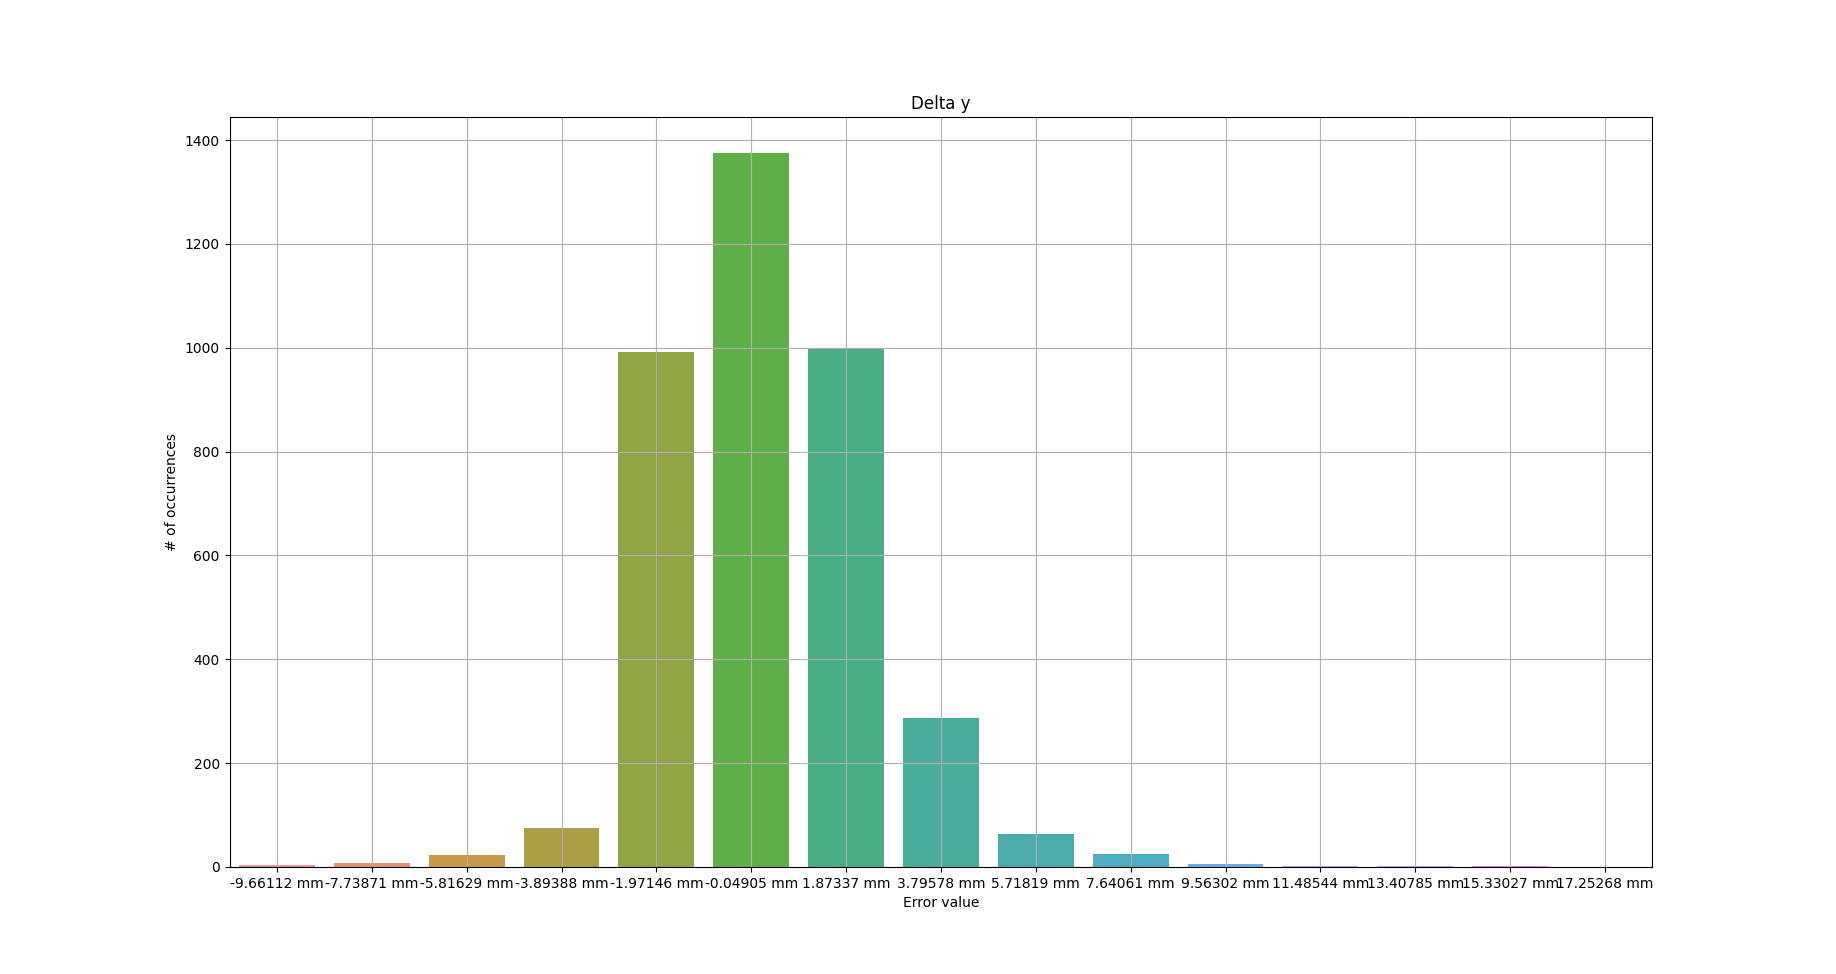 Delta y
1400
1200
1000
800
600
400
200
0
# of occurrences
-9.66112 mm -7.73871 mm -5.81629 mm -3.89388 mm -1.97146 mm -0.04905 mm 1.87337 mm 3.79578 mm 5.71819 mm 7.64061 mm 9.56302 mm 11.48544 mm 13.40785 mm 15.33027 mm 17.25268 mm
Error value